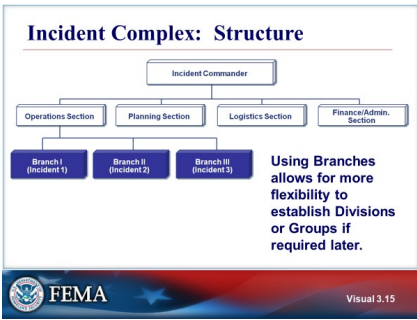 Incident Complex: Structure
Incident Commander
Operations Section
Planning Section
Logistics Section
Finance/Admin.
Section
Branch I
(Incident 1)
Branch II
(Incident 2)
Branch III
(Incident 3)
Using Branches
allows for more
flexibility to
establish Divisions
or Groups if
required later.
FEMA
Visual 3.15